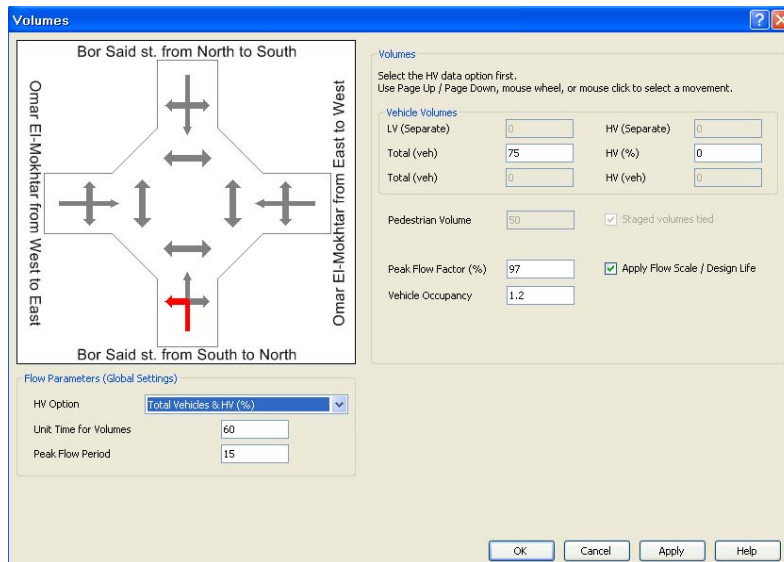 Volumes
Bor Said st. from North to South
Omar El-Mokhtar from West to East
Omar El-Mokhtar from East to West
Bor Said st. from South to North
Flow Parameters (Global Settings)
HV Option Total Vehicles & HV (%)
Unit Time for Volumes 60
Peak Flow Period 15
Volumes
Select the HV data option first.
Use Page Up / Page Down, mouse wheel, or mouse click to select a movement.
Vehicle Volumes
LV (Separate) 0 HV (Separate) 0
Total (veh) 75 HV (%) 0
Total (veh) 0 HV (veh) 0
Pedestrian Volume 50 Staged volumes tied
Peak Flow Factor (%) 97 Apply Flow Scale / Design Life
Vehicle Occupancy 1.2
OK Cancel Apply Help